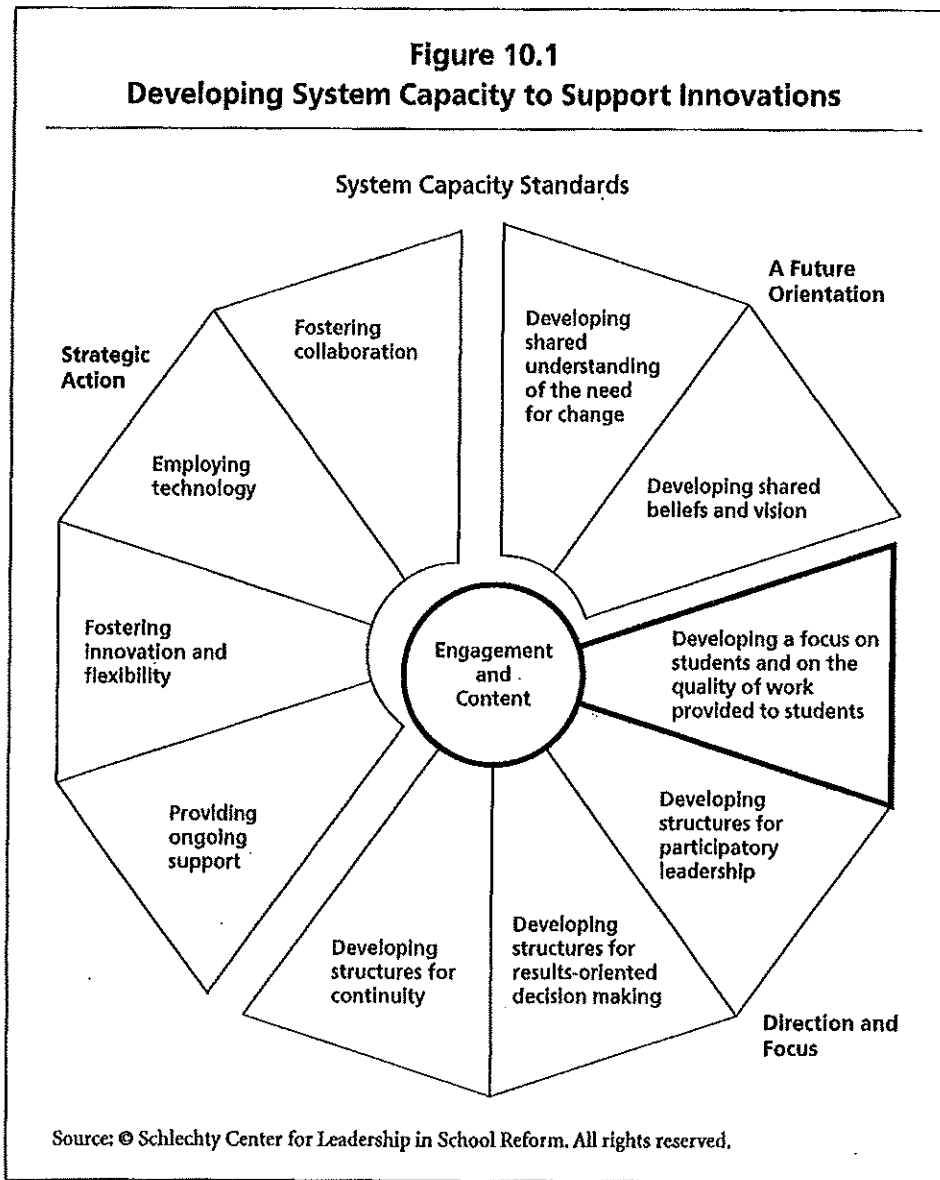 Figure 10.1
Developing System Capacity to Support Innovations
System Capacity Standards
A Future
Orientation
Developing
shared
understanding
of the need
for change
Developing shared
beliefs and vision
Developing a focus on
students and on the
quality of work
provided to students
Developing
structures for
participatory
leadership
Developing
structures for
results-oriented
decision making
Developing
structures for
continuity
Direction and
Focus
Providing
ongoing
support
Fostering
innovation and
flexibility
Employing
technology
Fostering
collaboration
Strategic
Action
Engagement
and
Content
Source: © Schlechty Center for Leadership in School Reform. All rights reserved.